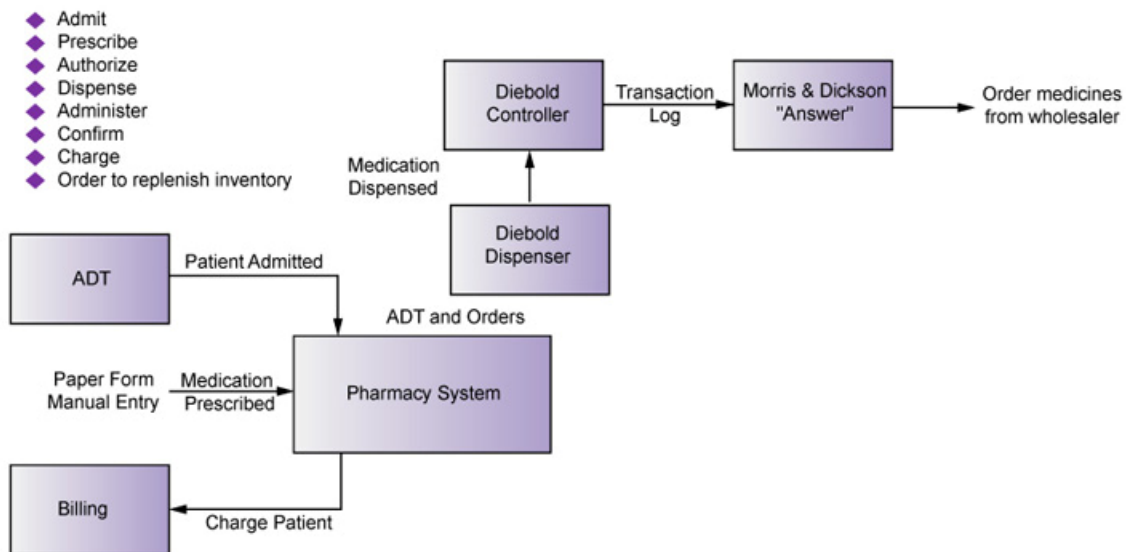 Admit
Prescribe
Authorize
Dispense
Administer
Confirm
Charge
Order to replenish inventory
Diebold
Controller
Transaction
Log
Morris & Dickson
"Answer"
Order medicines
from wholesaler
Medication
Dispensed
Diebold
Dispenser
ADT
Patient Admitted
ADT and Orders
Paper Form
Manual Entry
Medication
Prescribed
Pharmacy System
Billing
Charge Patient